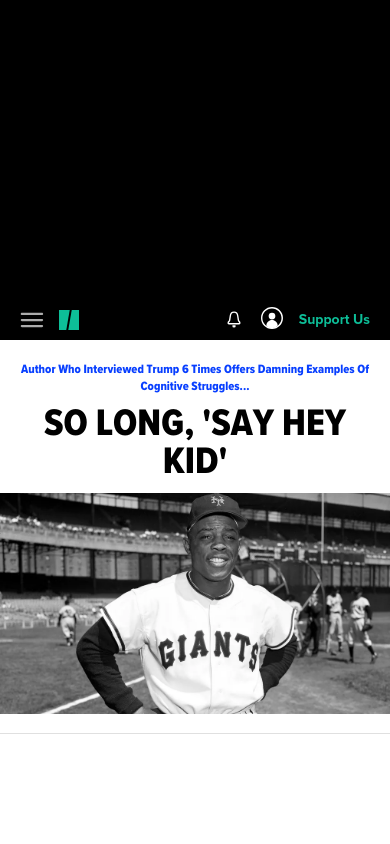 Support Us
Author Who Interviewed Trump 6 Times Offers Damning Examples Of
Cognitive Struggles...
SO LONG, 'SAY HEY
KID'
NY
GIANTS